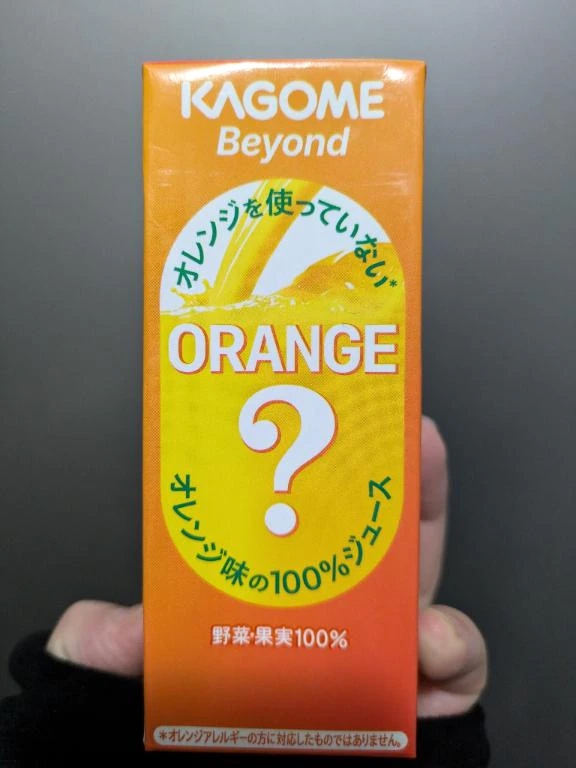 KAGOME
Beyond
オレンジを使っていない*
ORANGE
?
オレンジ味の100%ジュース
野菜・果実100%
*オレンジアレルギーの方に対応したものではありません。